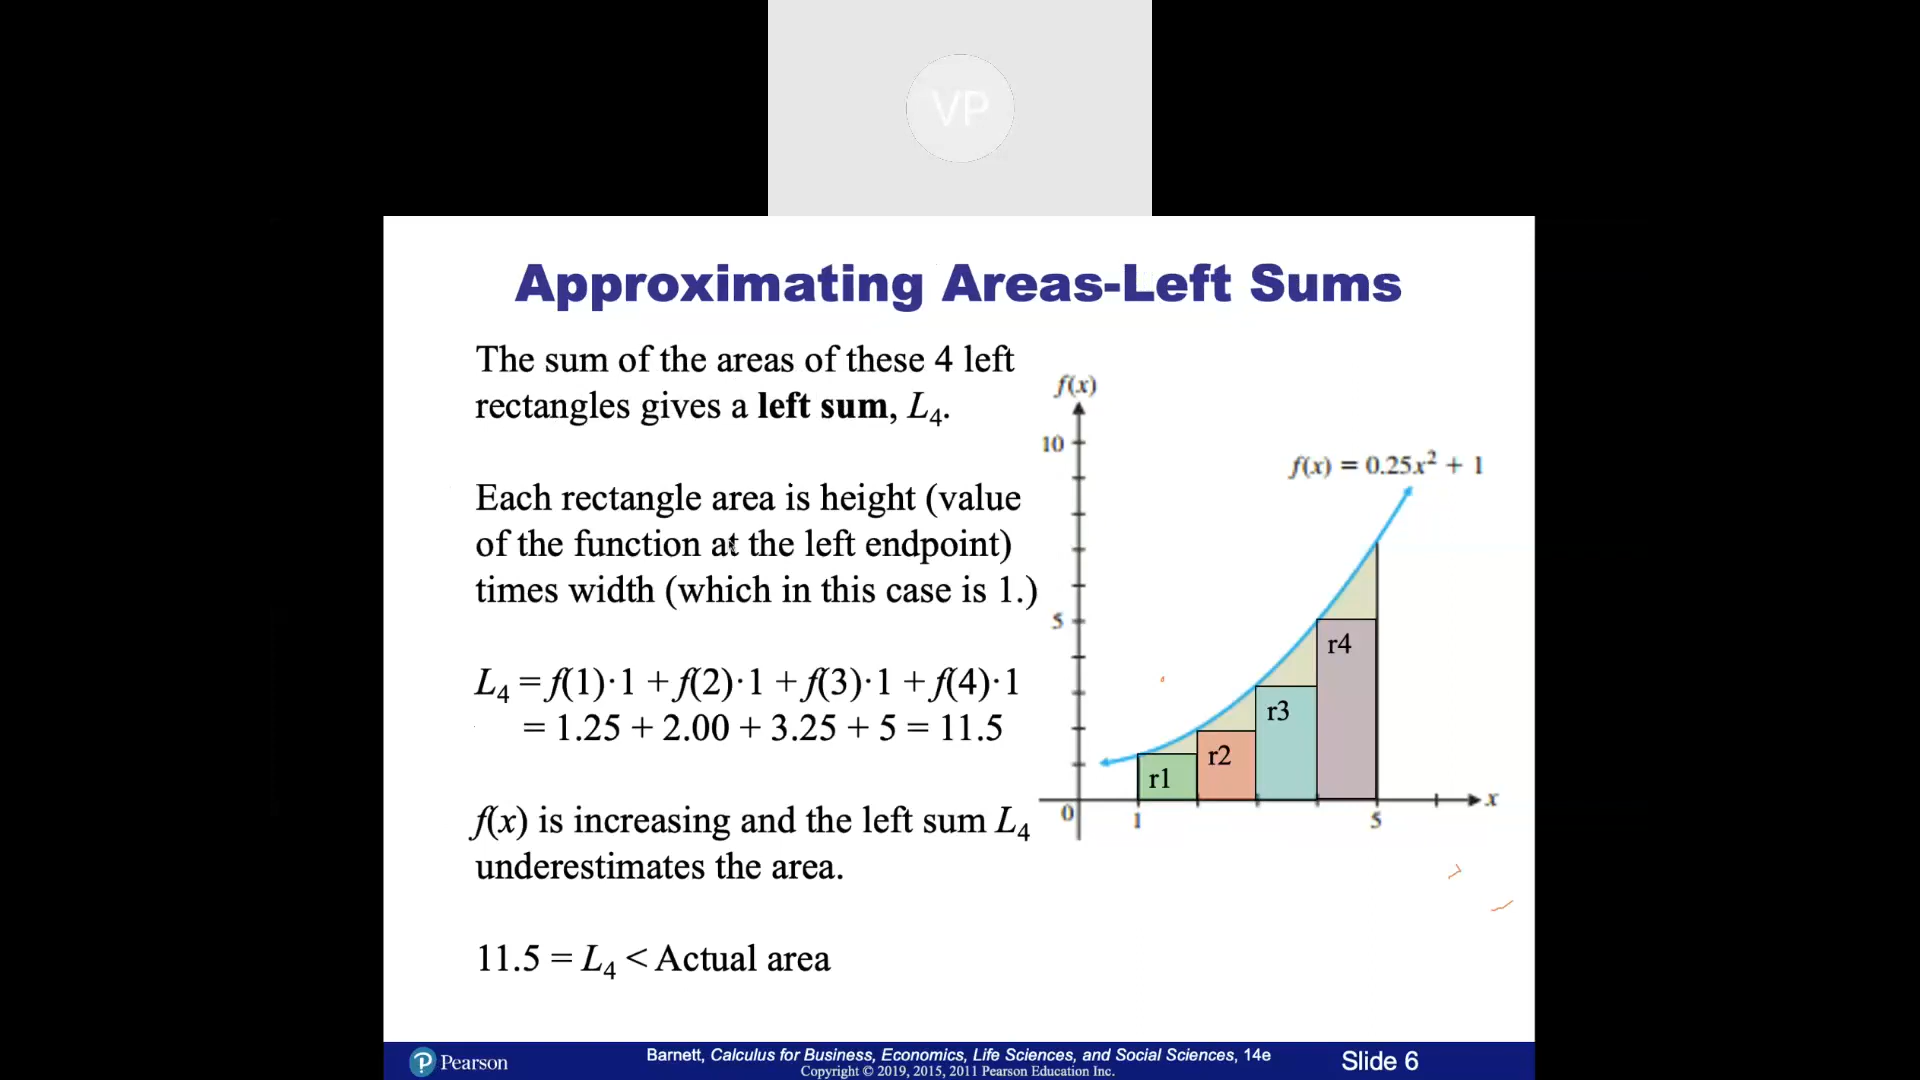 VP
Approximating Areas-Left Sums
The sum of the areas of these 4 left
rectangles gives a left sum, L₄.
Each rectangle area is height (value
of the function at the left endpoint)
times width (which in this case is 1.)
L₄ = f(1)·1 + f(2)·1 + f(3)·1 + f(4)·1
= 1.25 + 2.00 + 3.25 + 5 = 11.5
f(x) is increasing and the left sum L₄
underestimates the area.
11.5 = L₄ < Actual area
f(x)
10
f(x) = 0.25x² + 1
5
r4
r3
r2
r1
x
0
1
5
Pearson
Barnett, Calculus for Business, Economics, Life Sciences, and Social Sciences, 14e
Copyright © 2019, 2015, 2011 Pearson Education Inc.
Slide 6